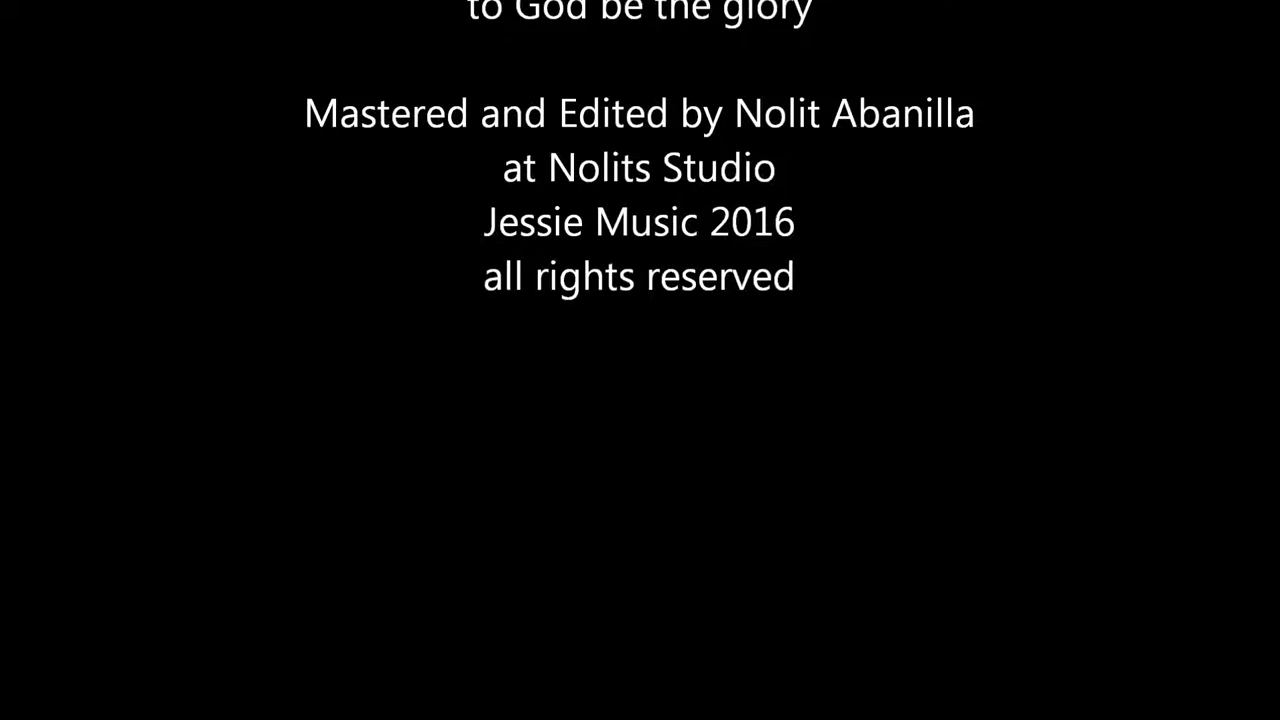 to God be the glory
Mastered and Edited by Nolit Abanilla
at Nolits Studio
Jessie Music 2016
all rights reserved